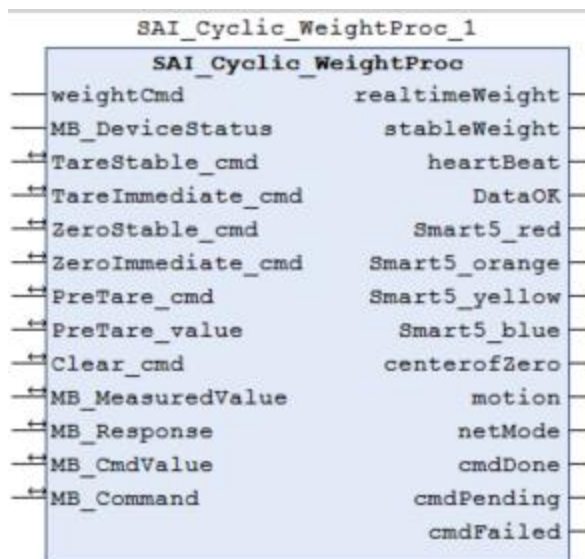 SAI_Cyclic_WeightProc_1
SAI_Cyclic_WeightProc
weightCmd realtimeWeight
MB_DeviceStatus stableWeight
TareStable_cmd heartBeat
TareImmediate_cmd DataOK
ZeroStable_cmd Smart5_red
ZeroImmediate_cmd Smart5_orange
PreTare_cmd Smart5_yellow
PreTare_value Smart5_blue
Clear_cmd centerofZero
MB_MeasuredValue motion
MB_Response netMode
MB_CmdValue cmdDone
MB_Command cmdPending
cmdFailed